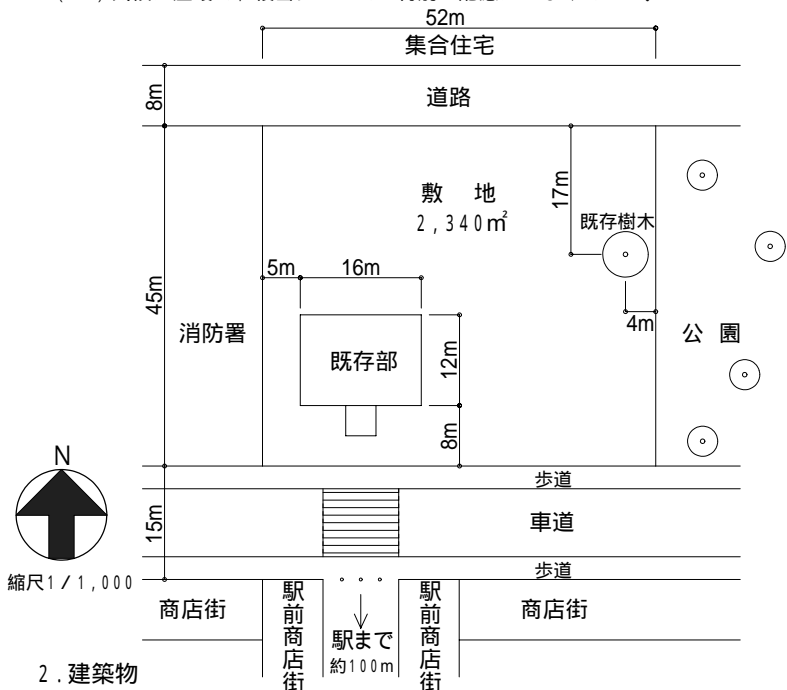 52m
集合住宅
8m
道路
敷　地
2,340㎡
17m
既存樹木
5m
16m
45m
消防署
既存部
12m
4m
公　園
8m
N
縮尺1/1,000
歩道
15m
車道
歩道
商店街
駅前商店街
駅まで
約100m
駅前商店街
商店街
2.建築物